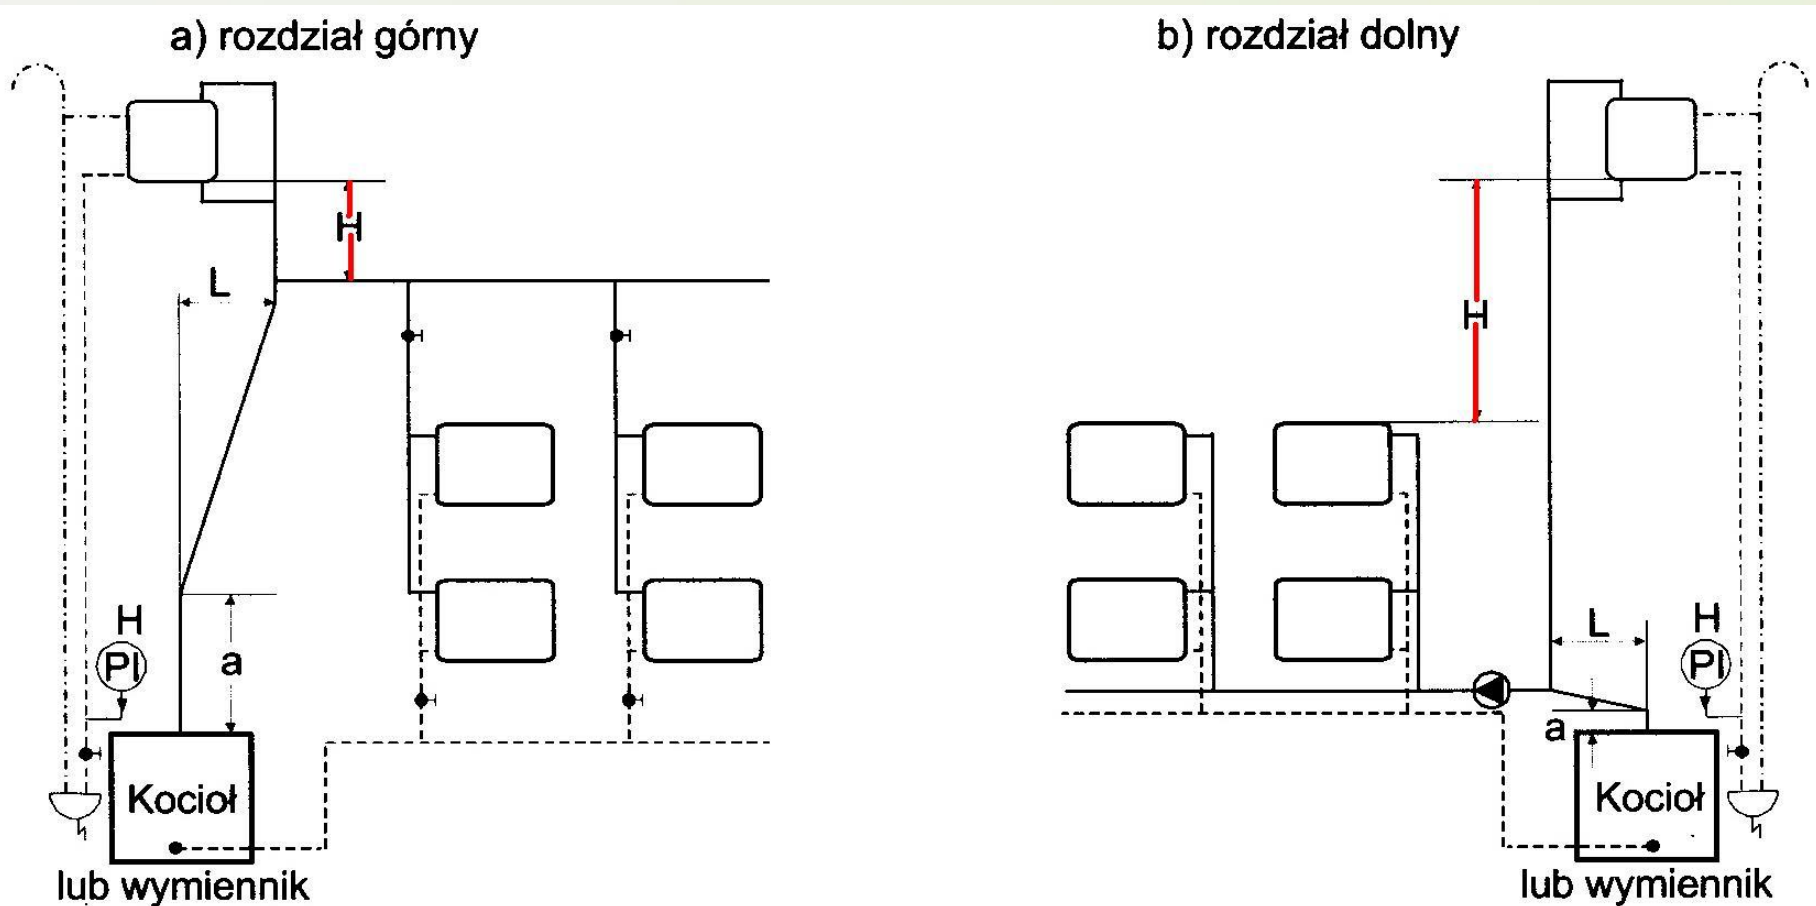 a) rozdział górny
b) rozdział dolny
H
H
L
H
PI
a
L
H
PI
a
Kocioł
Kocioł
lub wymiennik
lub wymiennik